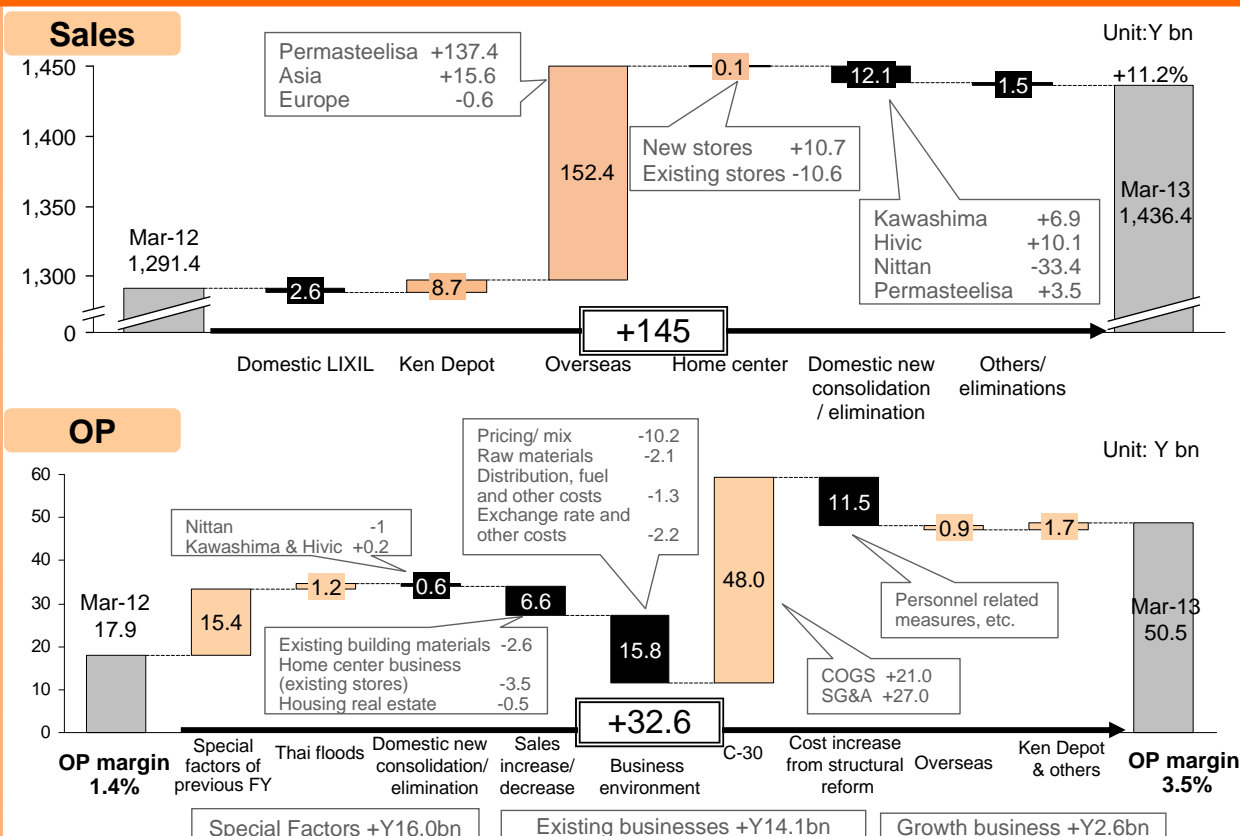 Sales
Unit:Y bn
1,450
1,400
1,350
1,300
0
Permasteelisa +137.4
Asia +15.6
Europe -0.6
0.1
12.1
1.5
+11.2%
New stores +10.7
Existing stores -10.6
152.4
Mar-13
1,436.4
Kawashima +6.9
Hivic +10.1
Nittan -33.4
Permasteelisa +3.5
Mar-12
1,291.4
2.6
8.7
+145
Domestic LIXIL
Ken Depot
Overseas
Home center
Domestic new
consolidation
/ elimination
Others/
eliminations
OP
Unit: Y bn
60
50
40
30
20
10
0
Pricing/ mix -10.2
Raw materials -2.1
Distribution, fuel
and other costs -1.3
Exchange rate and
other costs -2.2
Nittan -1
Kawashima & Hivic +0.2
Mar-12
17.9
15.4
1.2
0.6
6.6
15.8
48.0
11.5
0.9
1.7
Mar-13
50.5
Existing building materials -2.6
Home center business
(existing stores) -3.5
Housing real estate -0.5
Personnel related
measures, etc.
COGS +21.0
SG&A +27.0
+32.6
OP margin
1.4%
Special
factors of
previous FY
Thai floods
Domestic new
consolidation/
elimination
Sales
increase/
decrease
Business
environment
C-30
Cost increase
from structural
reform
Overseas
Ken Depot
& others
OP margin
3.5%
Special Factors +Y16.0bn
Existing businesses +Y14.1bn
Growth business +Y2.6bn